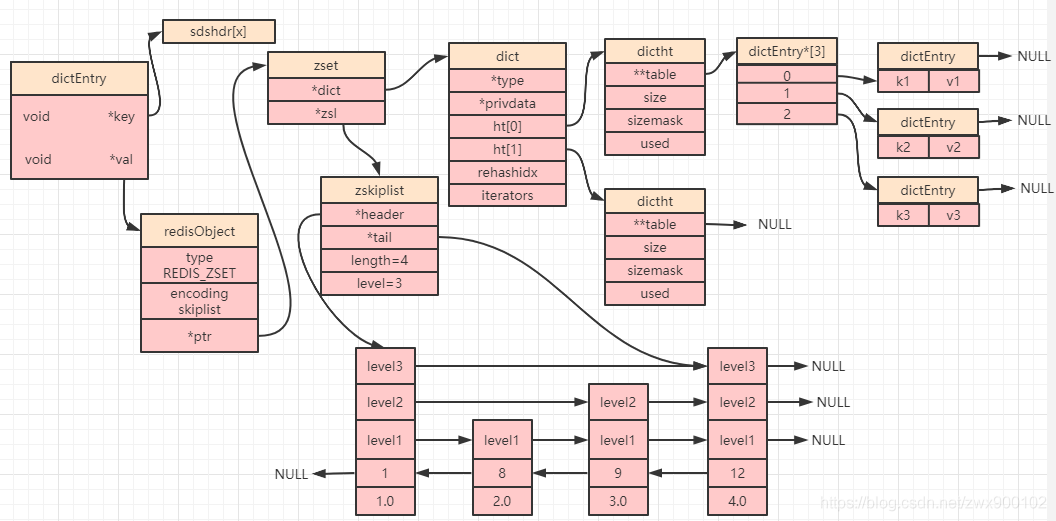 sdshdr[x]
dictEntry
void *key
void *val
redisObject
type
REDIS_ZSET
encoding
skiplist
*ptr
zset
*dict
*zsl
zskiplist
*header
*tail
length=4
level=3
dict
*type
*privdata
ht[0]
ht[1]
rehashidx
iterators
dictht
**table
size
sizemask
used
dictht
**table
size
sizemask
used
NULL
dictEntry*[3]
0
1
2
dictEntry
k1 v1
NULL
dictEntry
k2 v2
NULL
dictEntry
k3 v3
NULL
level3 level3 NULL
level2 level2 level2 NULL
level1 level1 level1 level1 NULL
NULL 1 8 9 12
1.0 2.0 3.0 4.0
https://blog.csdn.net/zwx900102